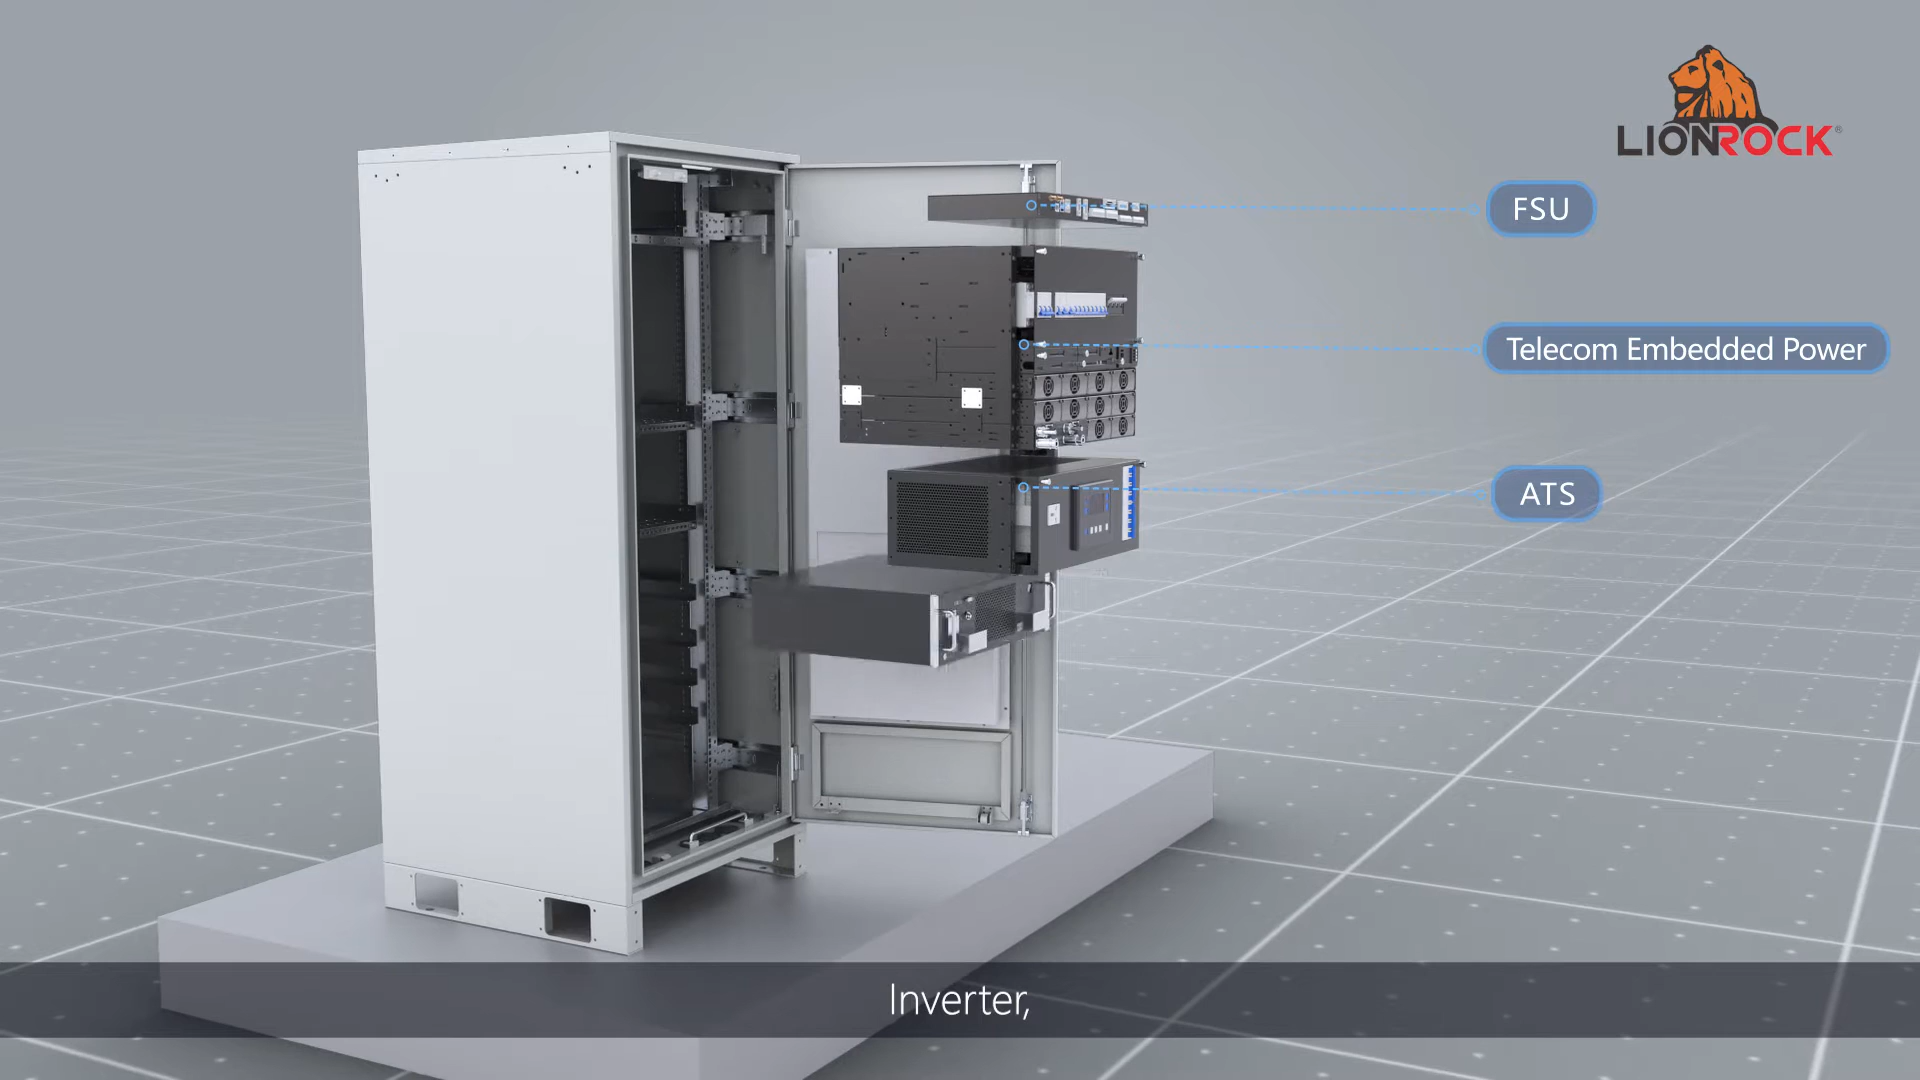 LIONROCK®
FSU
Telecom Embedded Power
ATS
Inverter,